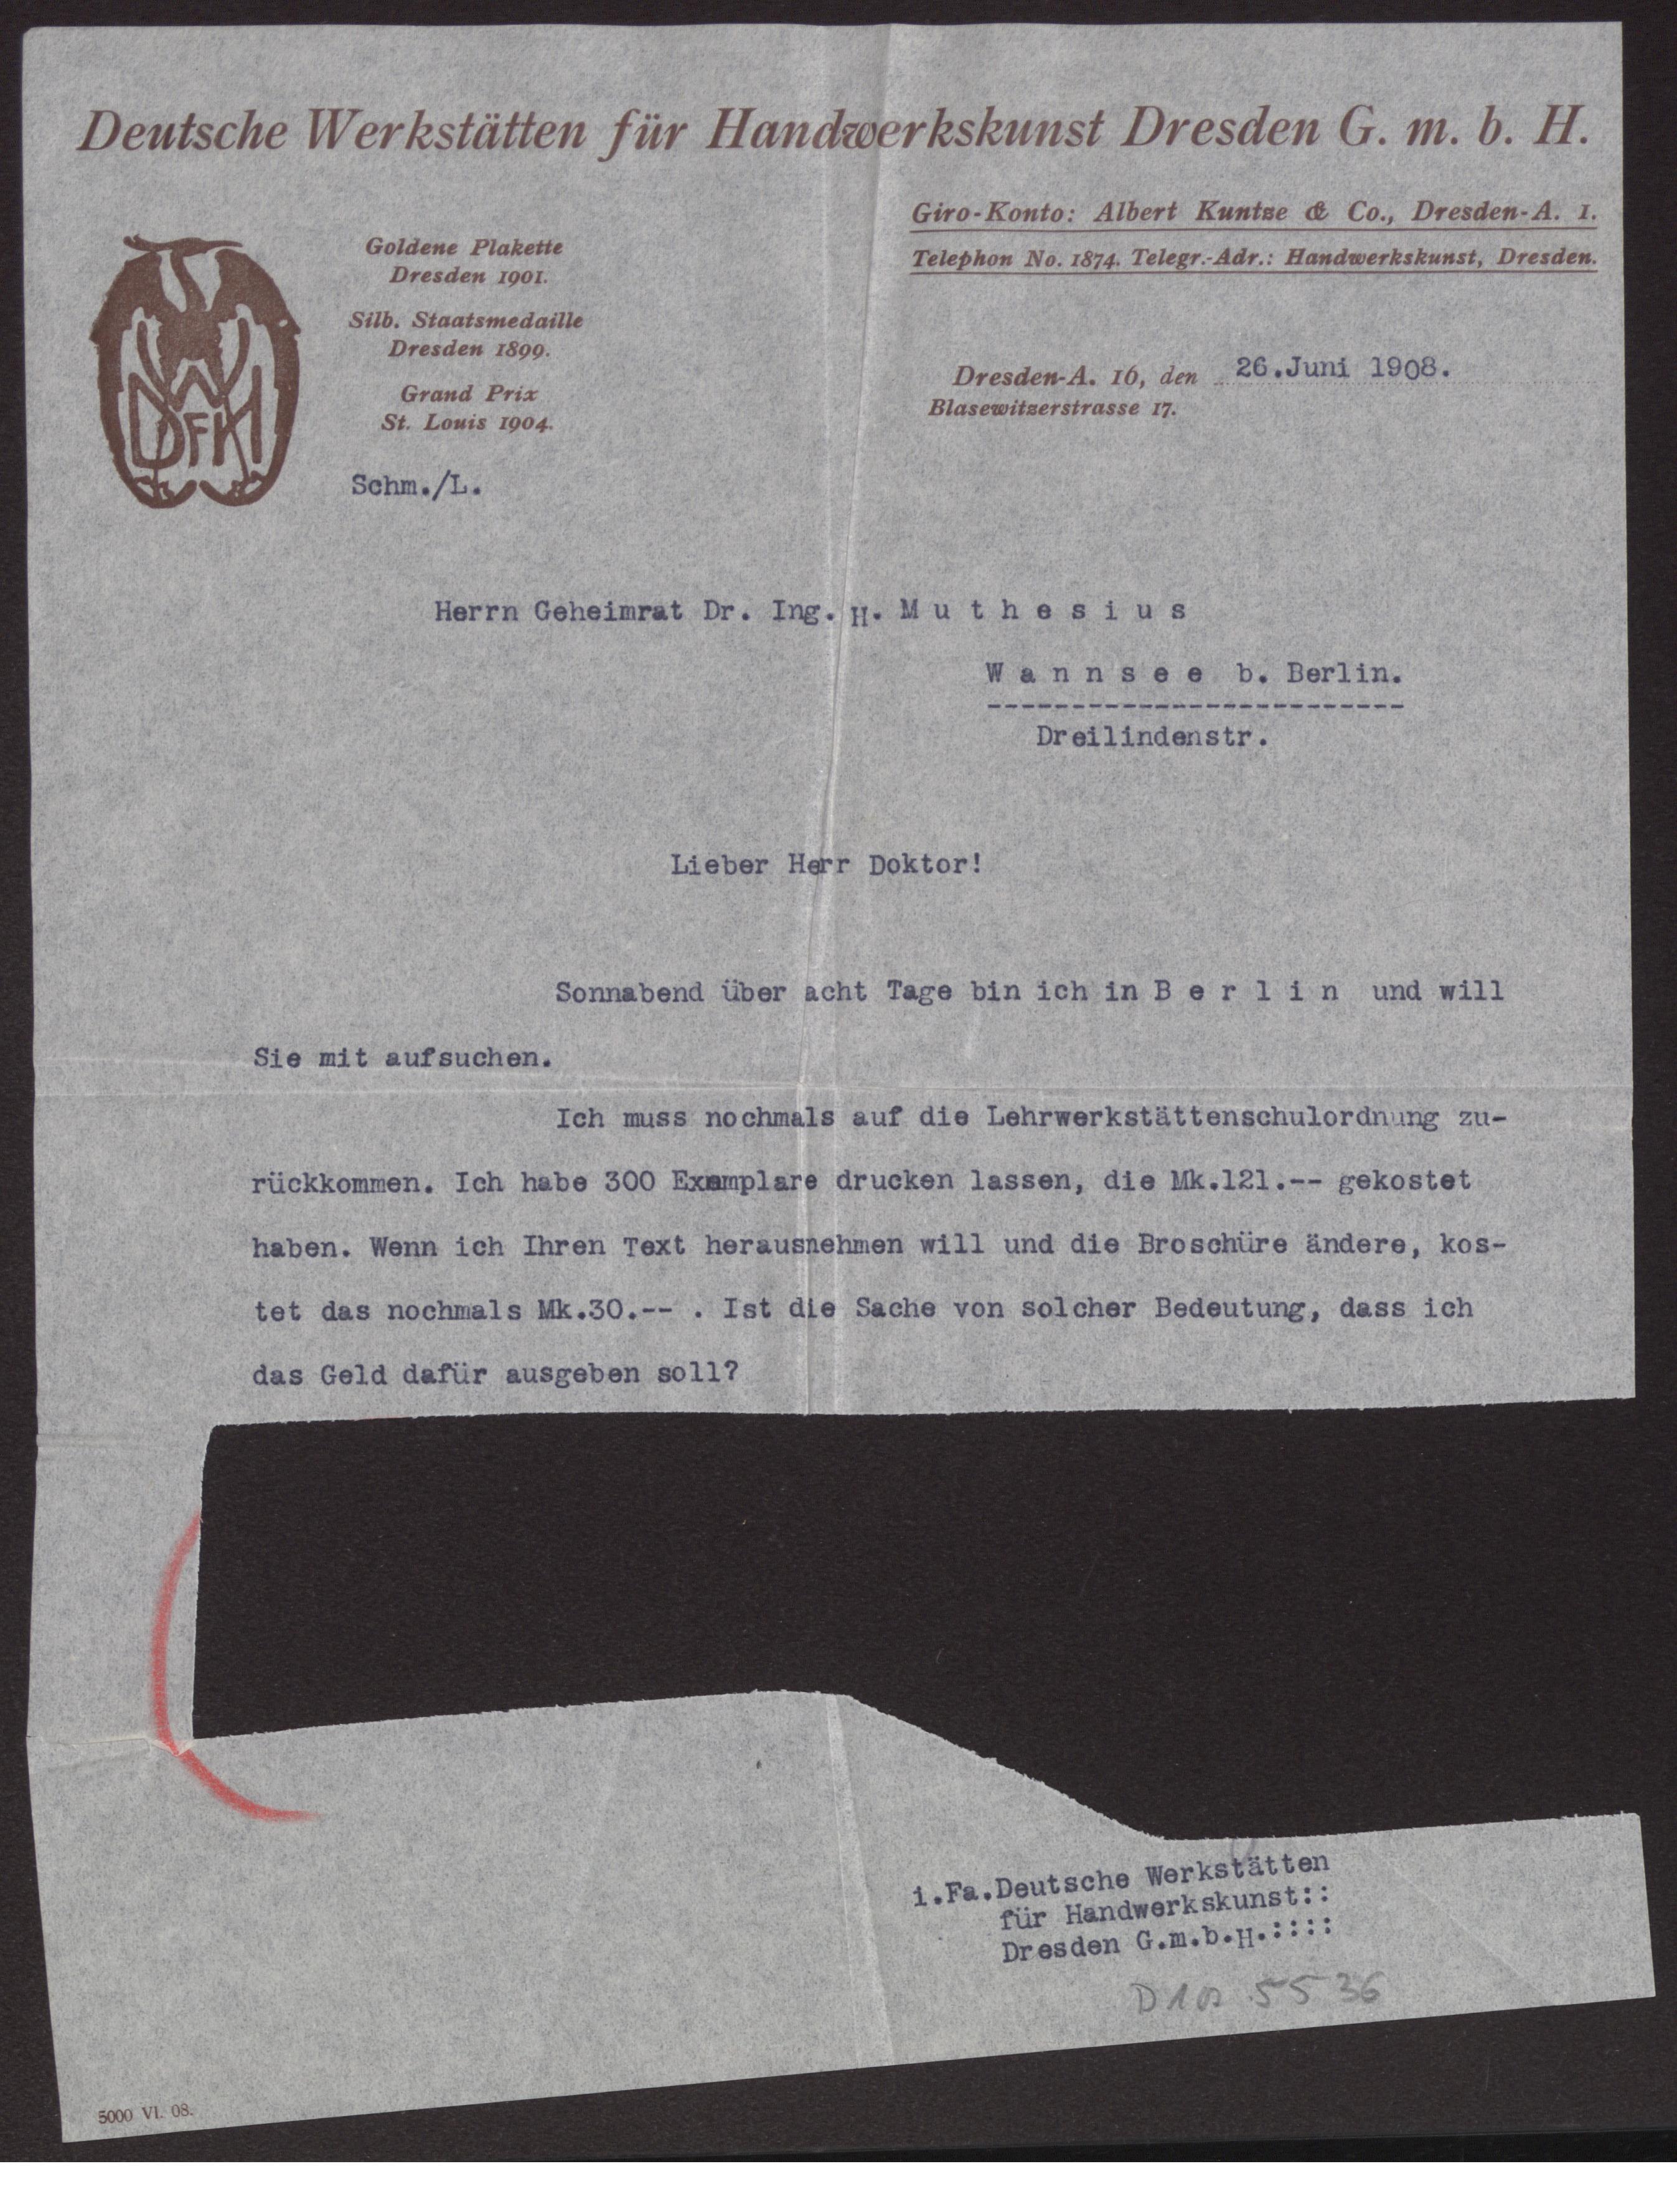 Deutsche Werkstätten für Handwerkskunst Dresden G. m. b. H.
Giro-Konto: Albert Kuntze & Co., Dresden-A. 1.
Telephon No. 1874. Telegr.-Adr.: Handwerkskunst, Dresden.
Goldene Plakette
Dresden 1901.
Silb. Staatsmedaille
Dresden 1899.
Grand Prix
St. Louis 1904.
DWFH
Dresden-A. 16, den 26.Juni 1908.
Blasewitzerstrasse 17.
Schm./L.
Herrn Geheimrat Dr. Ing. H. M u t h e s i u s
W a n n s e e b. Berlin.
-------------------------
Dreilindenstr.
Lieber Herr Doktor!
Sonnabend über acht Tage bin ich in B e r l i n und will
Sie mit aufsuchen.
Ich muss nochmals auf die Lehrwerkstättenschulordnung zu-
rückkommen. Ich habe 300 Exemplare drucken lassen, die Mk.121.-- gekostet
haben. Wenn ich Ihren Text herausnehmen will und die Broschüre ändere, kos-
tet das nochmals Mk.30.-- . Ist die Sache von solcher Bedeutung, dass ich
das Geld dafür ausgeben soll?
i.Fa.Deutsche Werkstätten
für Handwerkskunst::
Dresden G.m.b.H.::::
5536
5000 VI. 08.